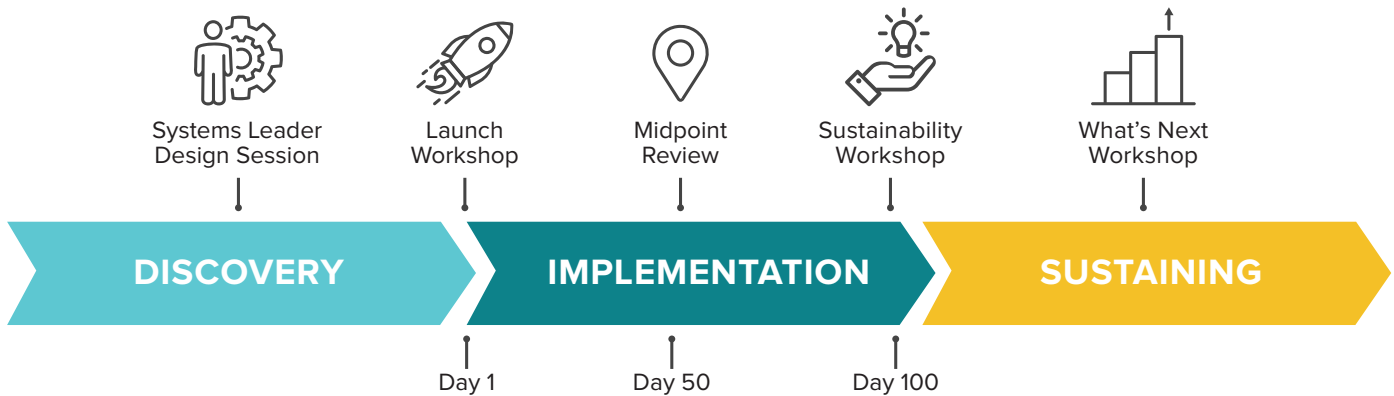 Systems Leader
Design Session
Launch
Workshop
Midpoint
Review
Sustainability
Workshop
What’s Next
Workshop
DISCOVERY
IMPLEMENTATION
SUSTAINING
Day 1
Day 50
Day 100